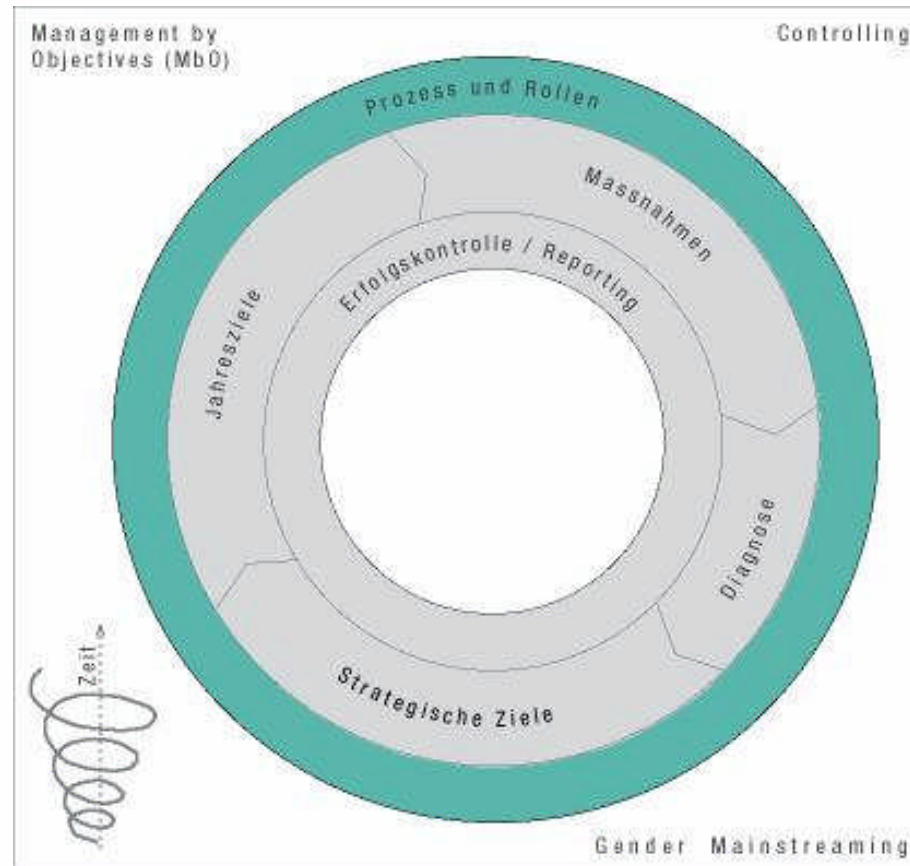 Management by
Objectives (MbO)
Controlling
Prozess und Rollen
Massnahmen
Erfolgskontrolle / Reporting
Jahresziele
Diagnose
Strategische Ziele
Zeit
Gender Mainstreaming